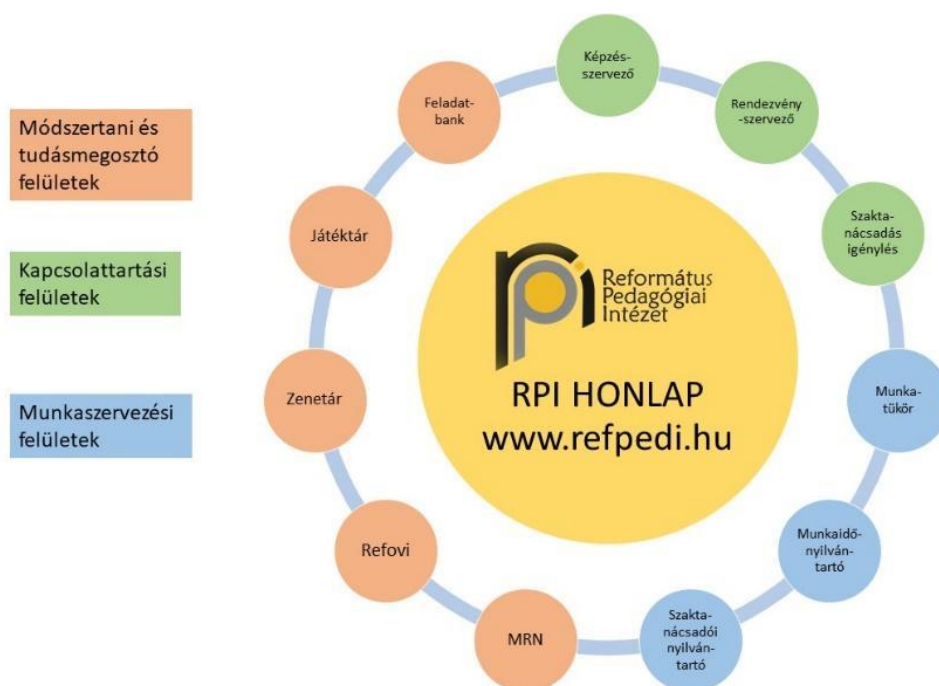 Módszertani és
tudásmegosztó
felületek
Kapcsolattartási
felületek
Munkaszervezési
felületek
Képzés-
szervező
Rendezvény
-szervező
Szakta-
nácsadás
igénylés
Munka-
tükör
Munkaidő-
nyilván-
tartó
Szakta-
nácsadói
nyilván-
tartó
MRN
Refovi
Zenetár
Játéktár
Feladat-
bank
Református
Pedagógiai
Intézet
RPI HONLAP
www.refpedi.hu